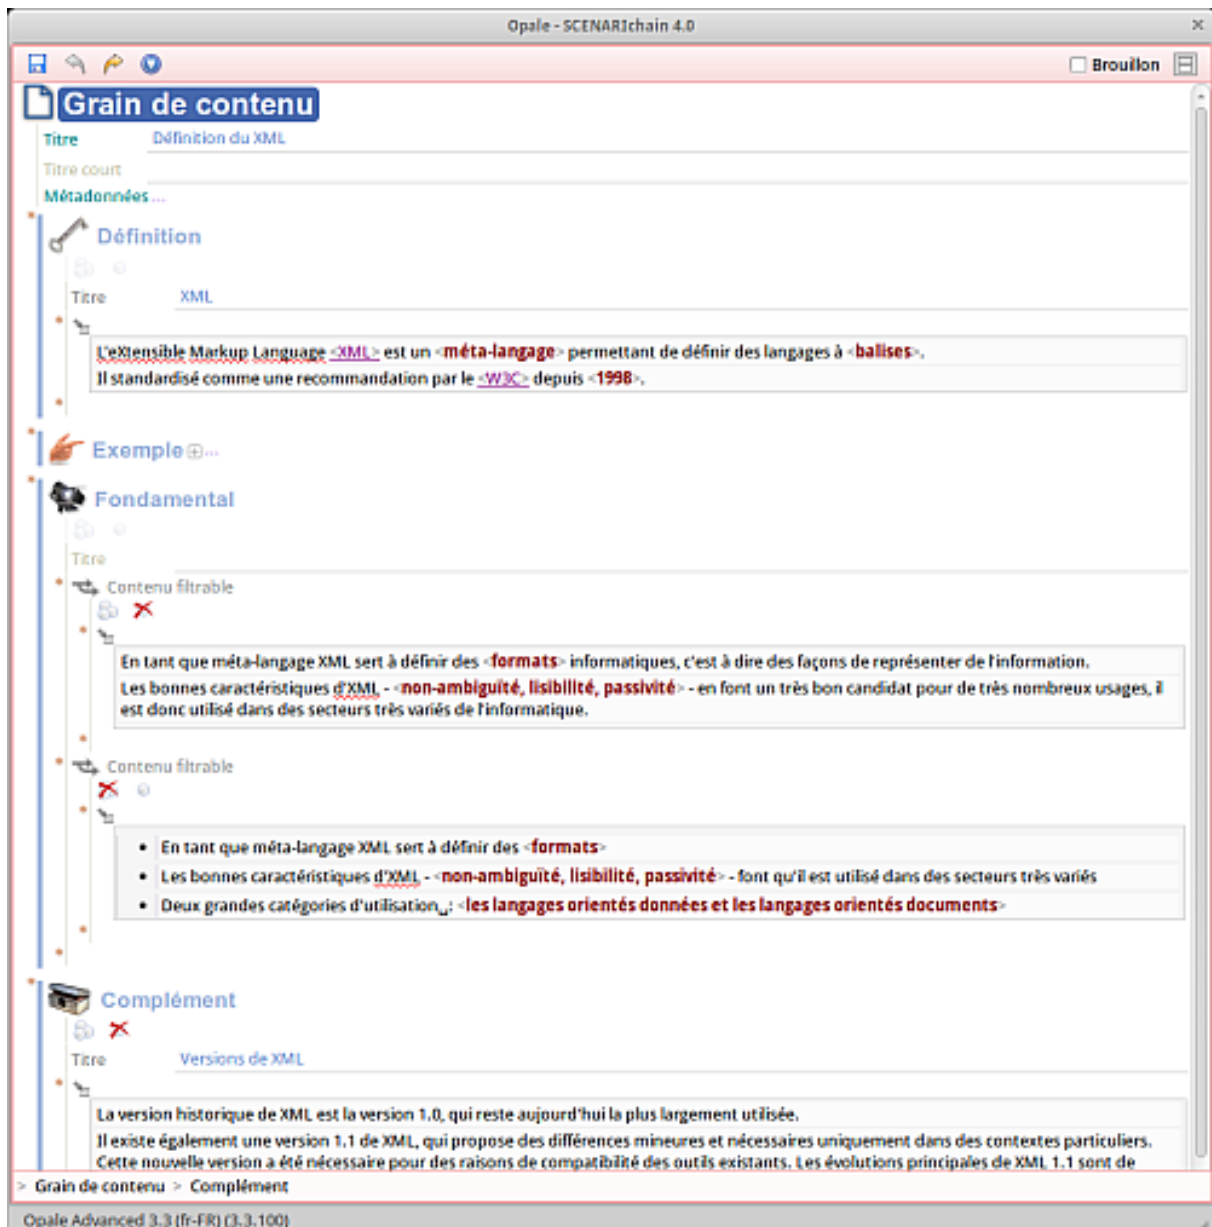 Opale - SCENARIchain 4.0
Brouillon
Grain de contenu
Titre Définition du XML
Titre court
Métadonnées...
Définition
Titre XML
L'eXtensible Markup Language <XML> est un <méta-langage> permettant de définir des langages à <balises>.
Il standardisé comme une recommandation par le <W3C> depuis <1998>.
Exemple ...
Fondamental
Titre
Contenu filtrable
En tant que méta-langage XML sert à définir des <formats> informatiques, c'est à dire des façons de représenter de l'information.
Les bonnes caractéristiques d'XML - <non-ambiguïté, lisibilité, passivité> - en font un très bon candidat pour de très nombreux usages, il
est donc utilisé dans des secteurs très variés de l'informatique.
Contenu filtrable
• En tant que méta-langage XML sert à définir des <formats>
• Les bonnes caractéristiques d'XML - <non-ambiguïté, lisibilité, passivité> - font qu'il est utilisé dans des secteurs très variés
• Deux grandes catégories d'utilisation␣: <les langages orientés données et les langages orientés documents>
Complément
Titre Versions de XML
La version historique de XML est la version 1.0, qui reste aujourd'hui la plus largement utilisée.
Il existe également une version 1.1 de XML, qui propose des différences mineures et nécessaires uniquement dans des contextes particuliers.
Cette nouvelle version a été nécessaire pour des raisons de compatibilité des outils existants. Les évolutions principales de XML 1.1 sont de
> Grain de contenu > Complément
Opale Advanced 3.3 (fr-FR) (3.3.100)